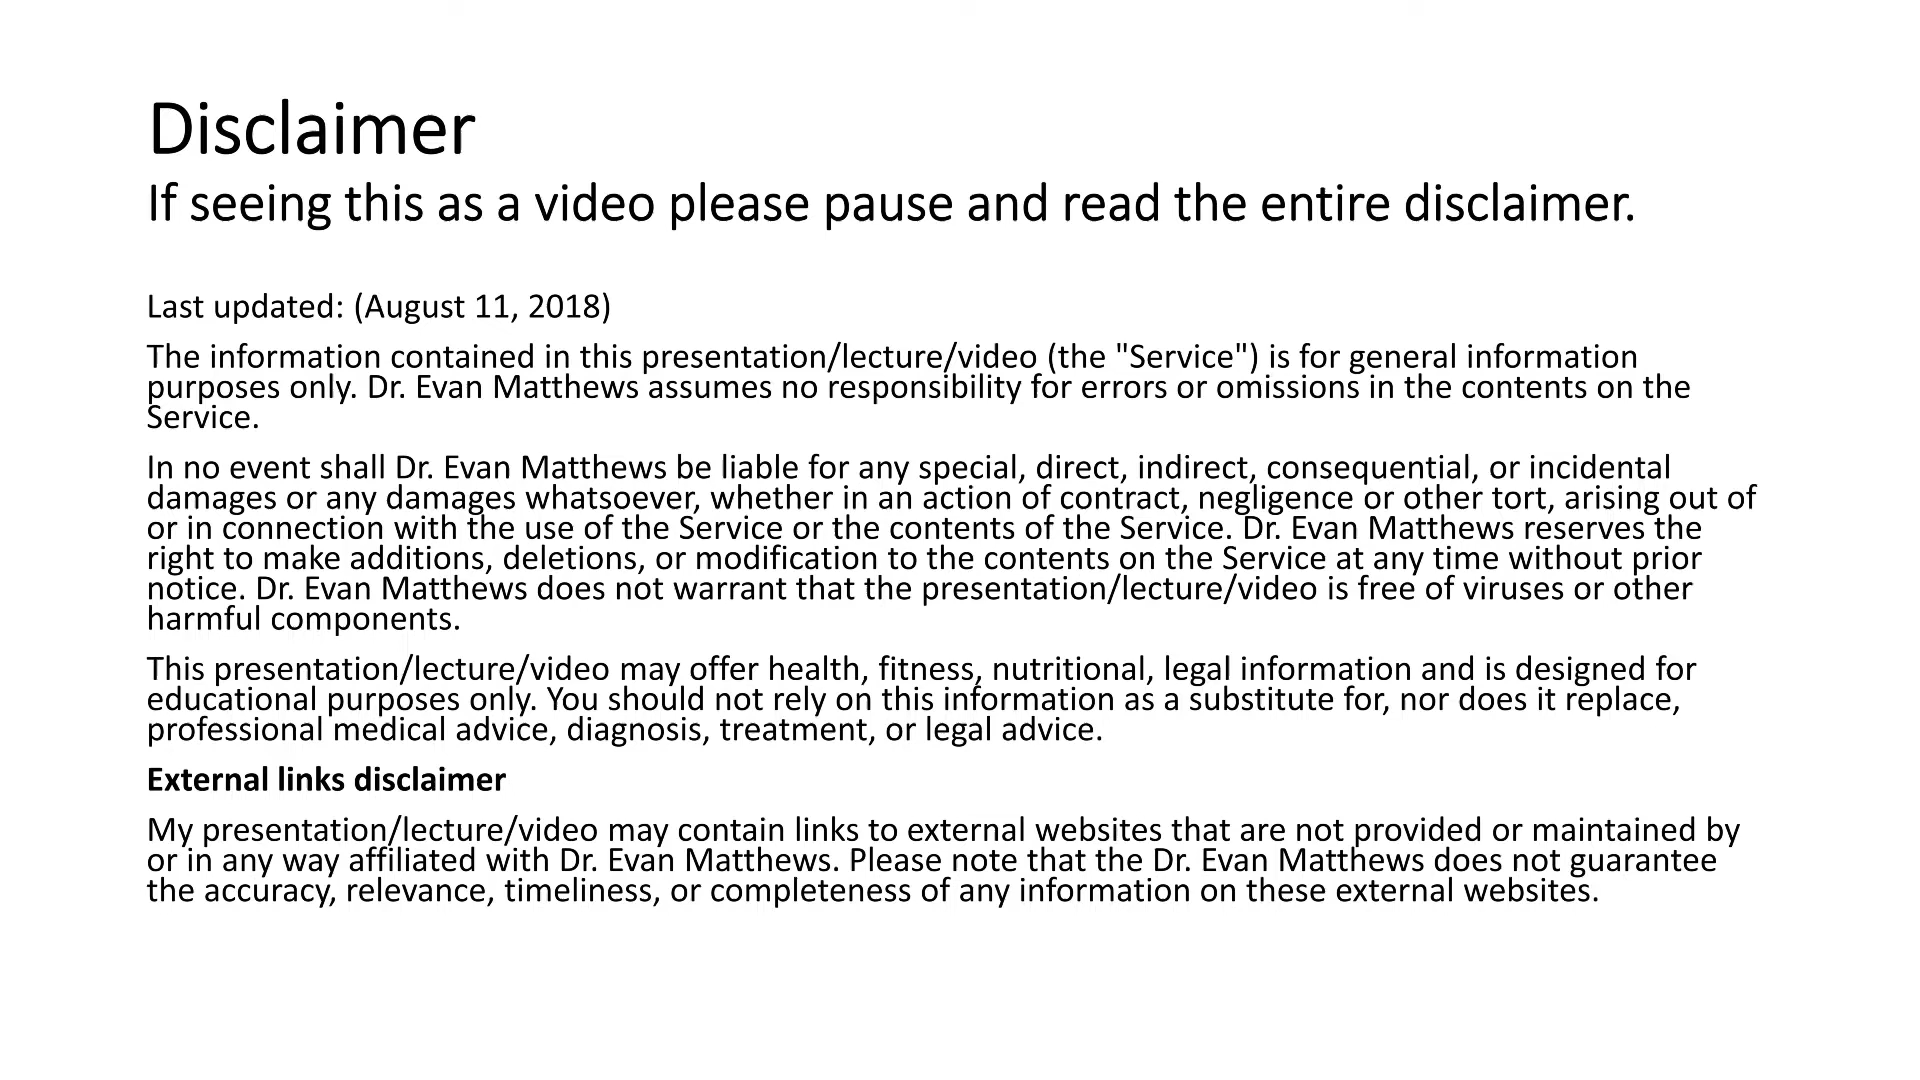 Disclaimer
If seeing this as a video please pause and read the entire disclaimer.
Last updated: (August 11, 2018)
The information contained in this presentation/lecture/video (the "Service") is for general information
purposes only. Dr. Evan Matthews assumes no responsibility for errors or omissions in the contents on the
Service.
In no event shall Dr. Evan Matthews be liable for any special, direct, indirect, consequential, or incidental
damages or any damages whatsoever, whether in an action of contract, negligence or other tort, arising out of
or in connection with the use of the Service or the contents of the Service. Dr. Evan Matthews reserves the
right to make additions, deletions, or modification to the contents on the Service at any time without prior
notice. Dr. Evan Matthews does not warrant that the presentation/lecture/video is free of viruses or other
harmful components.
This presentation/lecture/video may offer health, fitness, nutritional, legal information and is designed for
educational purposes only. You should not rely on this information as a substitute for, nor does it replace,
professional medical advice, diagnosis, treatment, or legal advice.
External links disclaimer
My presentation/lecture/video may contain links to external websites that are not provided or maintained by
or in any way affiliated with Dr. Evan Matthews. Please note that the Dr. Evan Matthews does not guarantee
the accuracy, relevance, timeliness, or completeness of any information on these external websites.